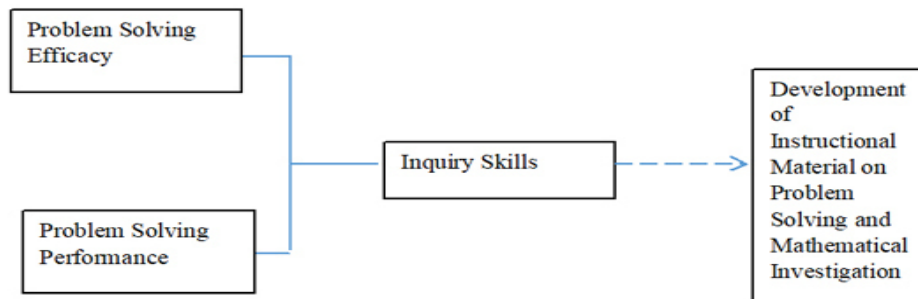 Problem Solving
Efficacy
Problem Solving
Performance
Inquiry Skills
Development
of
Instructional
Material on
Problem
Solving and
Mathematical
Investigation